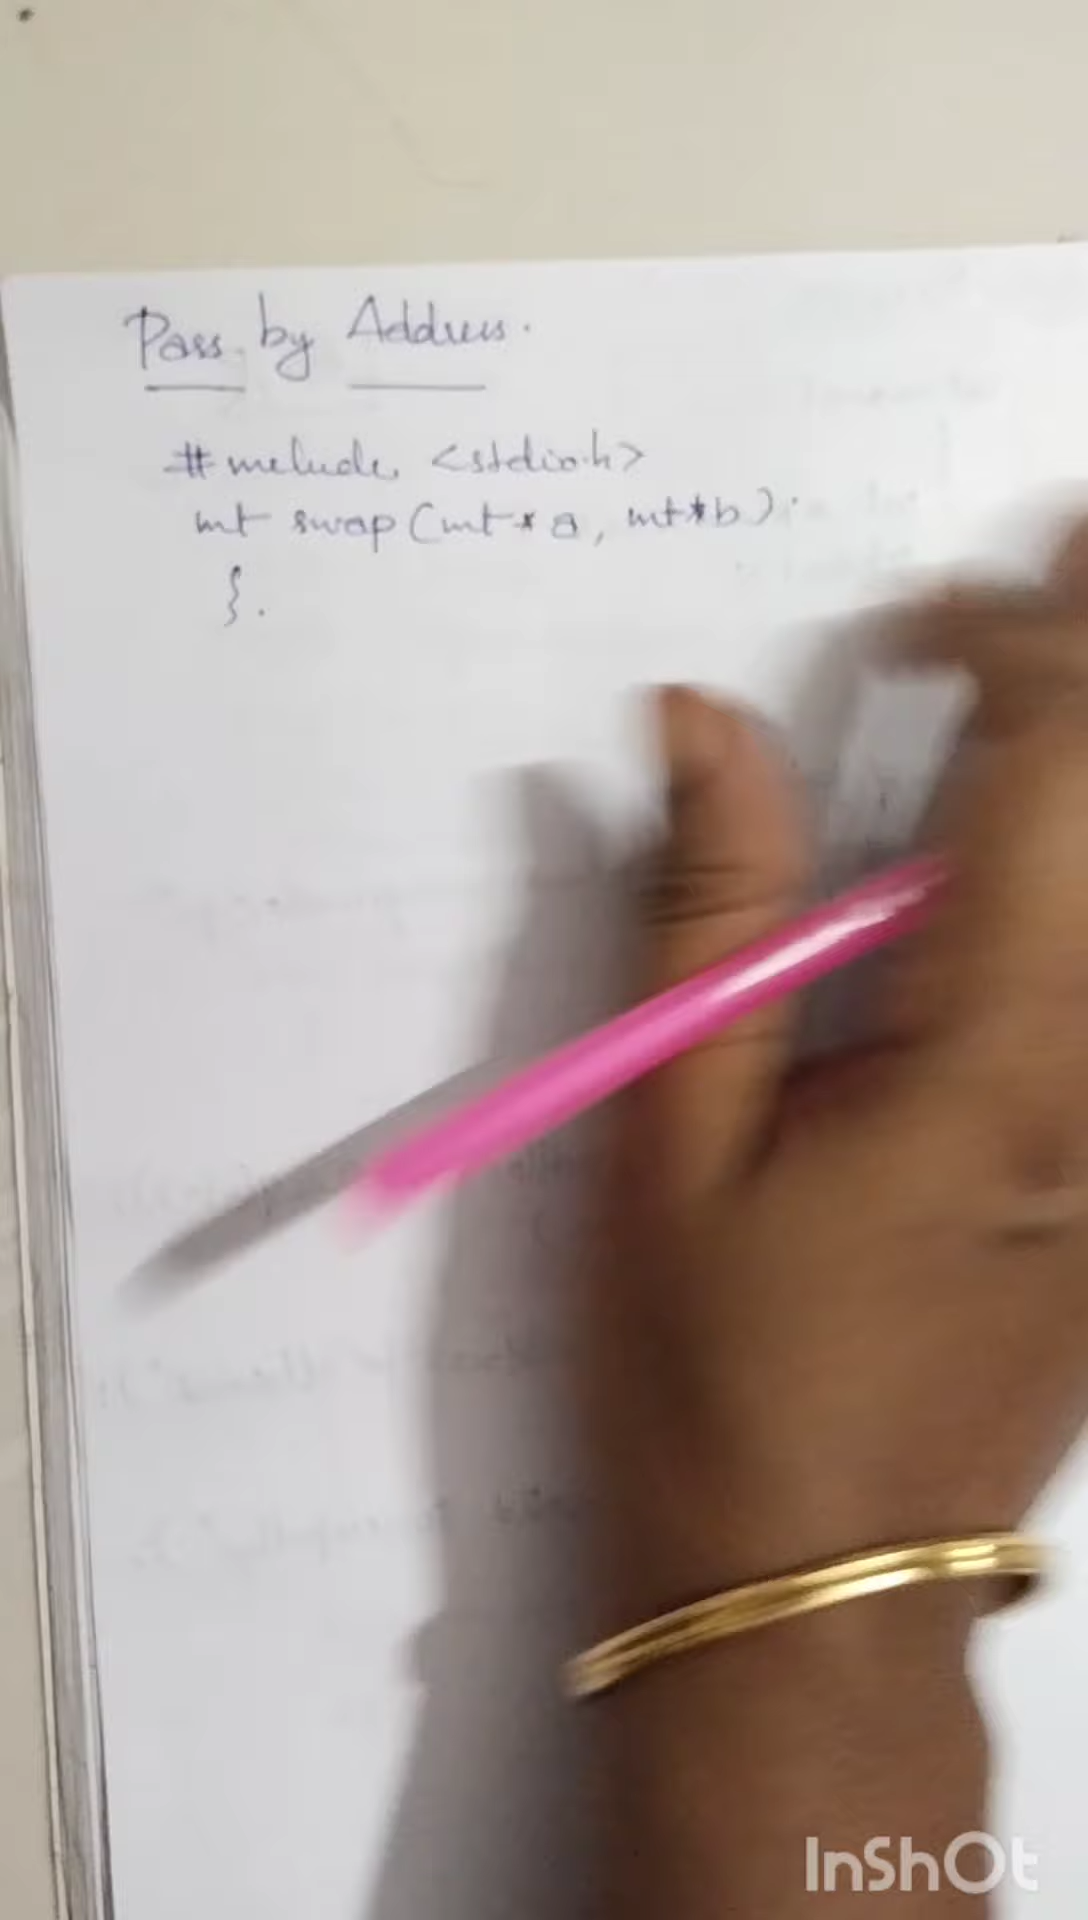 Pass by Address.
#include <stdio.h>
int swap(int *a, int *b);
}.
InShOt